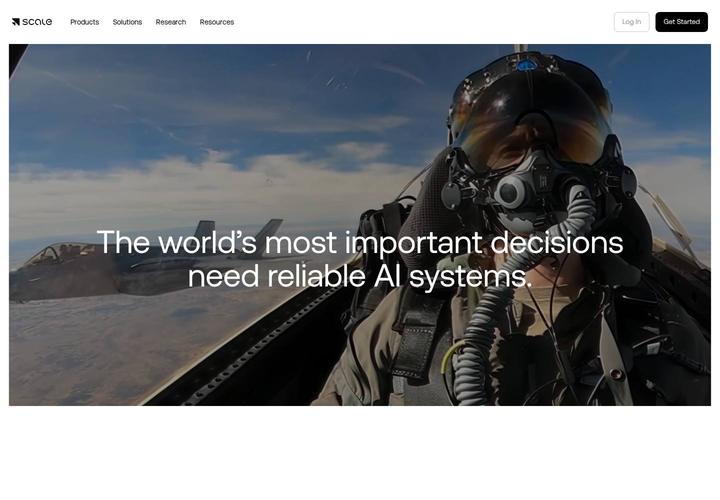 scale
Products
Solutions
Research
Resources
Log In
Get Started
The world's most important decisions
need reliable AI systems.